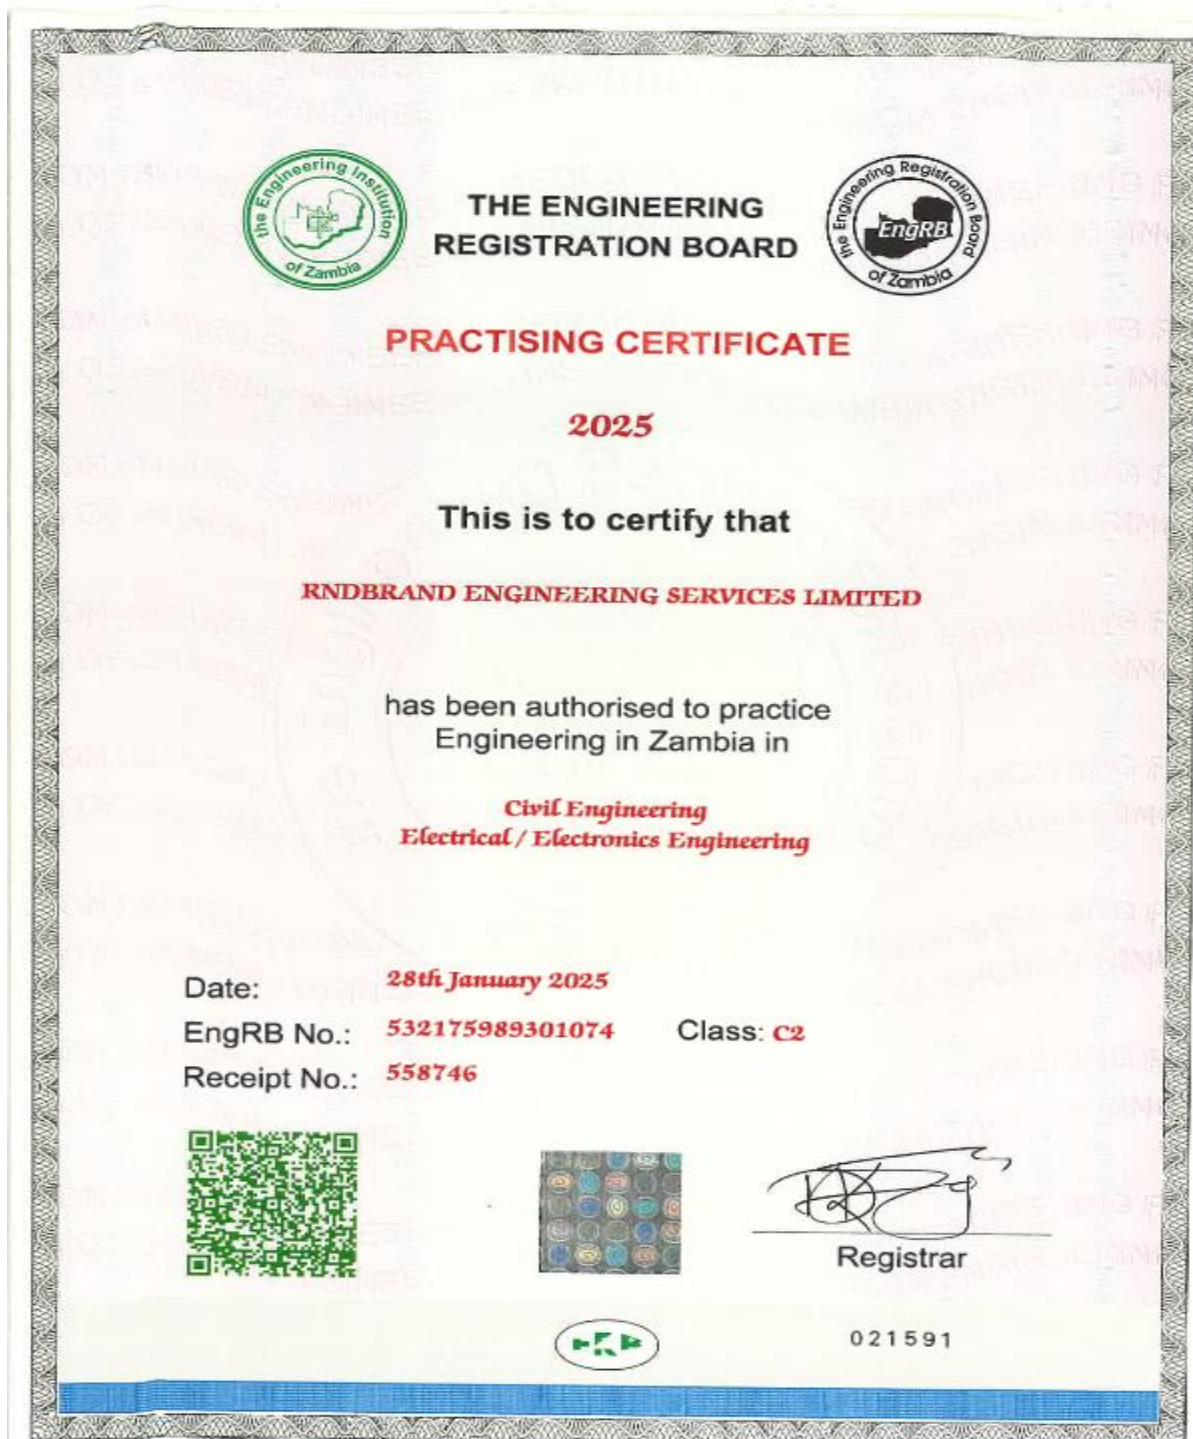 the Engineering Institution
of Zambia
THE ENGINEERING
REGISTRATION BOARD
the Engineering Registration Board
EngRB
of Zambia
PRACTISING CERTIFICATE
2025
This is to certify that
RNDBRAND ENGINEERING SERVICES LIMITED
has been authorised to practice
Engineering in Zambia in
Civil Engineering
Electrical / Electronics Engineering
Date: 28th January 2025
EngRB No.: 532175989301074 Class: C2
Receipt No.: 558746
Registrar
021591